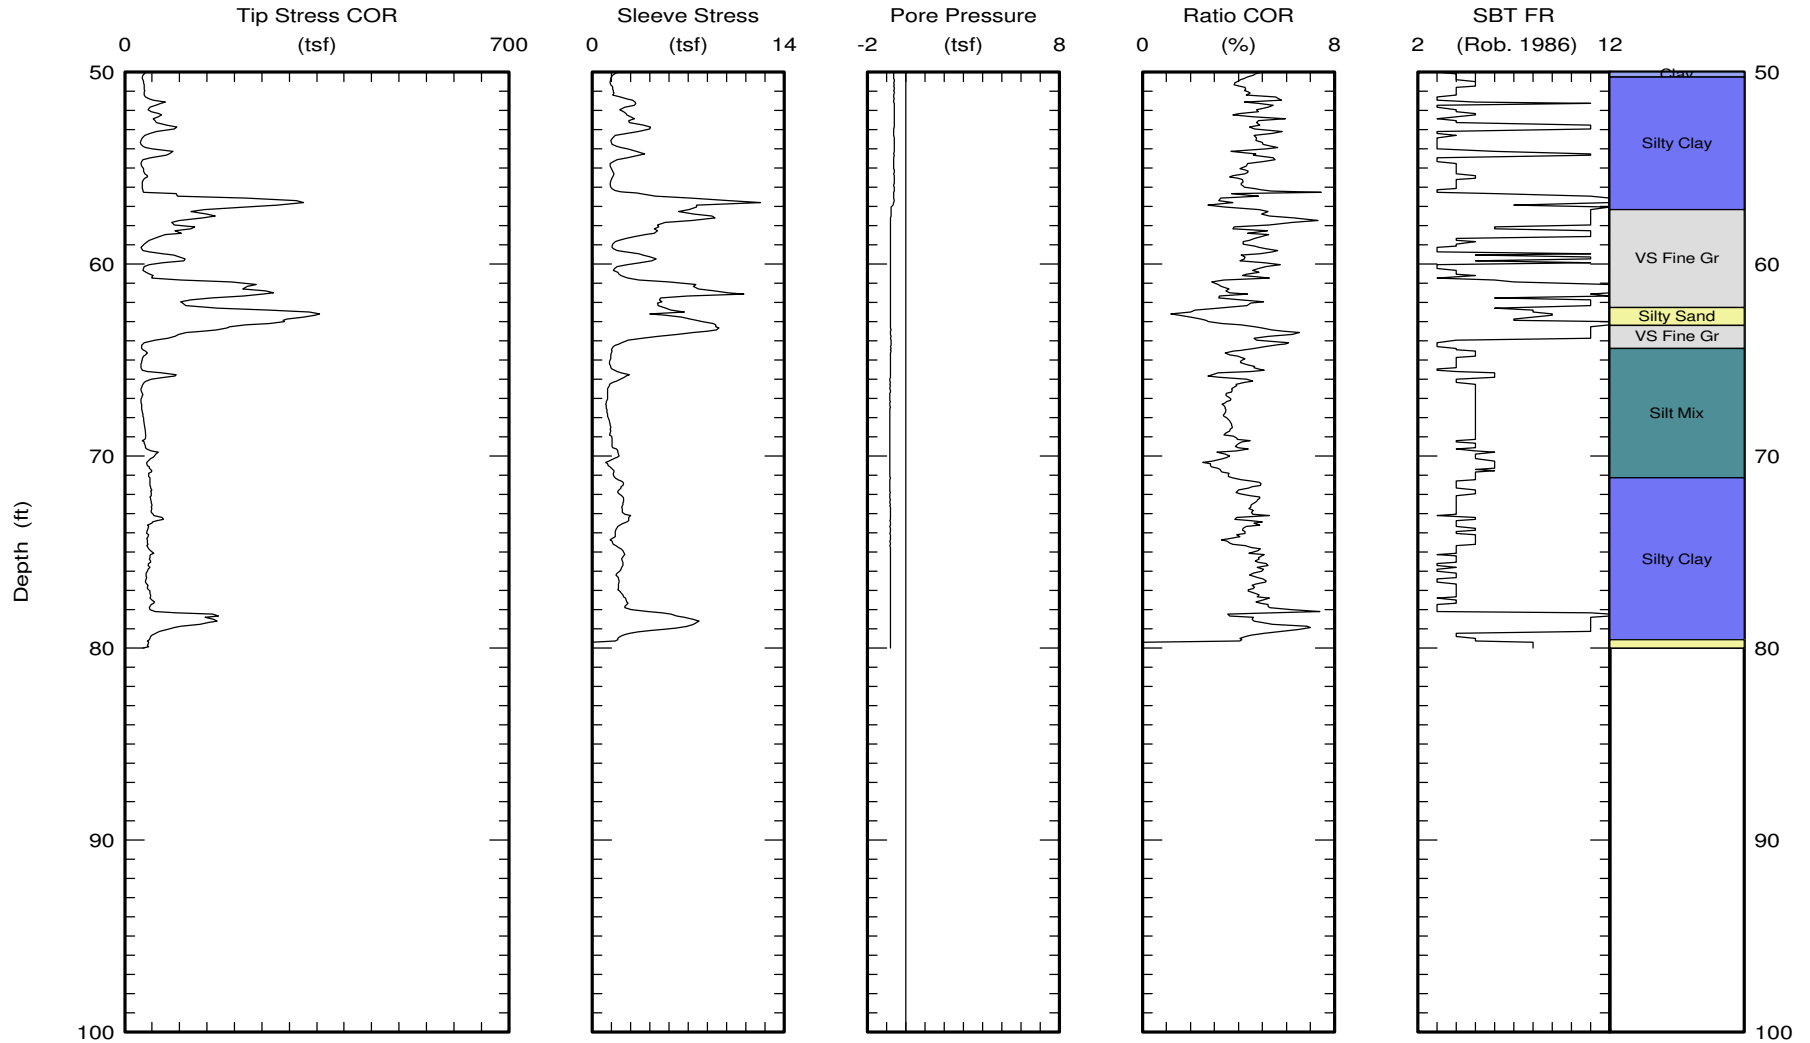 Tip Stress COR Sleeve Stress Pore Pressure Ratio COR SBT FR
0 (tsf) 700 0 (tsf) 14 -2 (tsf) 8 0 (%) 8 2 (Rob. 1986) 12
50 Clay 50
Silty Clay
60 VS Fine Gr 60
Silty Sand
VS Fine Gr
Silt Mix
70 70
Silty Clay
Depth (ft)
80 80
90 90
100 100